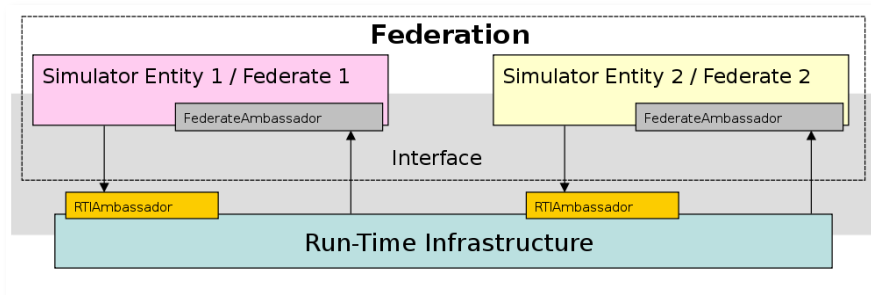 Federation
Simulator Entity 1 / Federate 1
Simulator Entity 2 / Federate 2
FederateAmbassador
FederateAmbassador
Interface
RTIAmbassador
RTIAmbassador
Run-Time Infrastructure